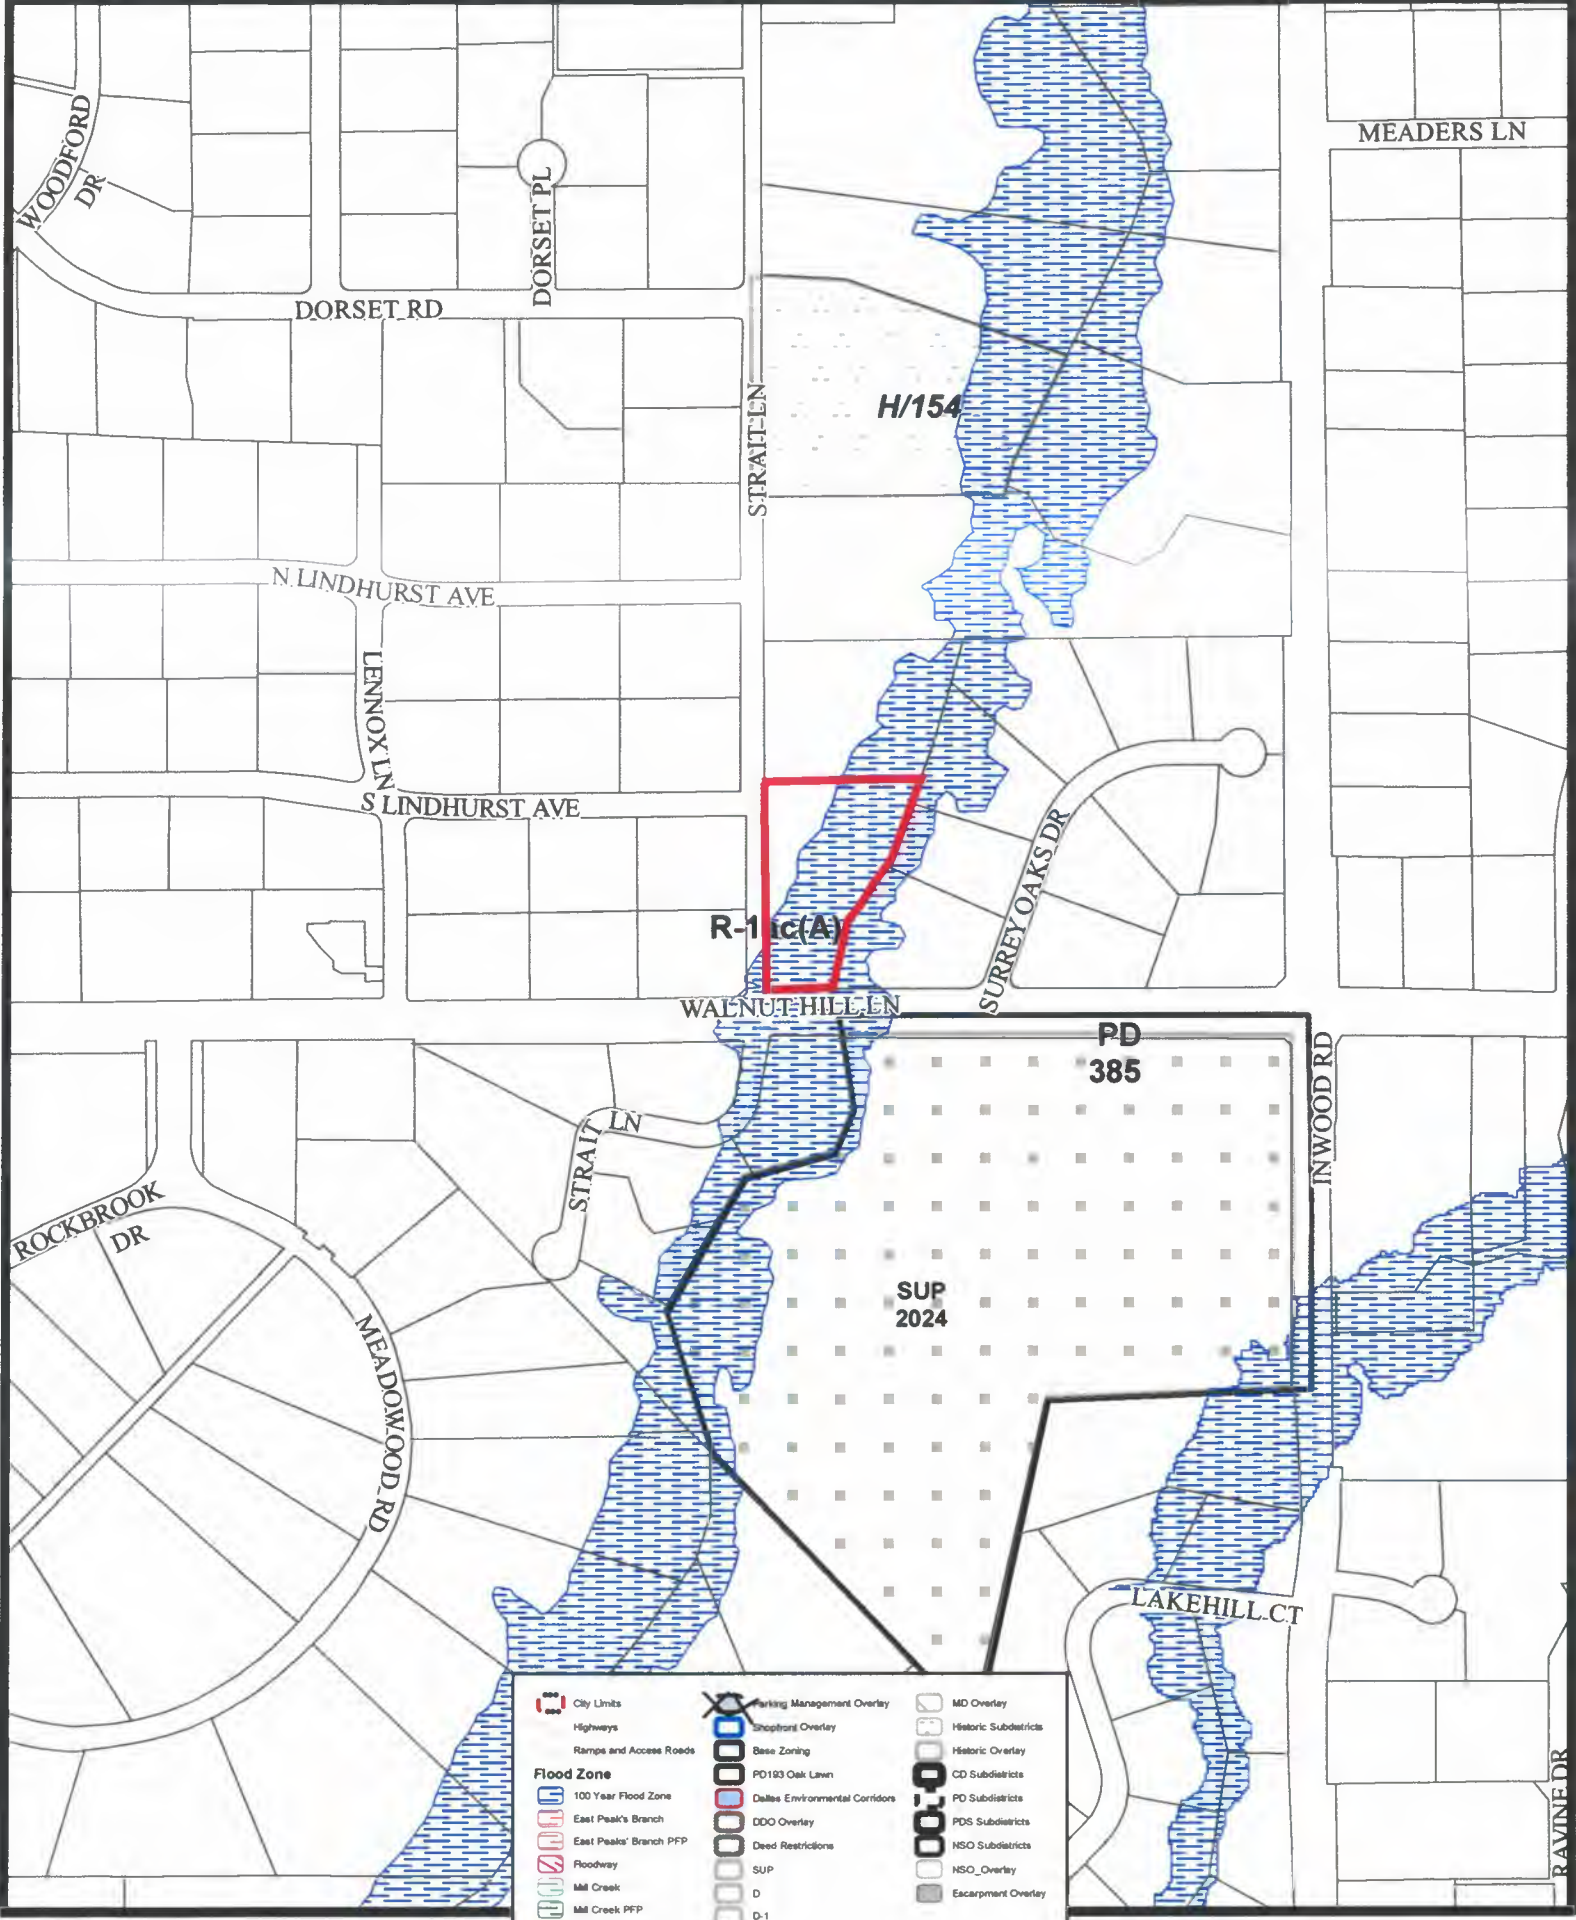 MEADERS LN
WOODFORD
DR
DORSET PL
DORSET RD
STRAIT LN
H/154
N LINDHURST AVE
LENNOX LN
S LINDHURST AVE
SURREY OAKS DR
R-1ac(A)
WALNUT HILL LN
PD
385
INWOOD RD
STRAIT LN
ROCKBROOK
DR
SUP
2024
MEADOWOOD RD
LAKEHILL CT
RAVINE DR
City Limits
Highways
Ramps and Access Roads
Flood Zone
100 Year Flood Zone
East Peak's Branch
East Peaks' Branch PFP
Floodway
Mill Creek
Mill Creek PFP
Parking Management Overlay
Shopfront Overlay
Base Zoning
PD193 Oak Lawn
Dallas Environmental Corridors
DDO Overlay
Deed Restrictions
SUP
D
D-1
MD Overlay
Historic Subdistricts
Historic Overlay
CD Subdistricts
PD Subdistricts
PDS Subdistricts
NSO Subdistricts
NSO_Overlay
Escarpment Overlay